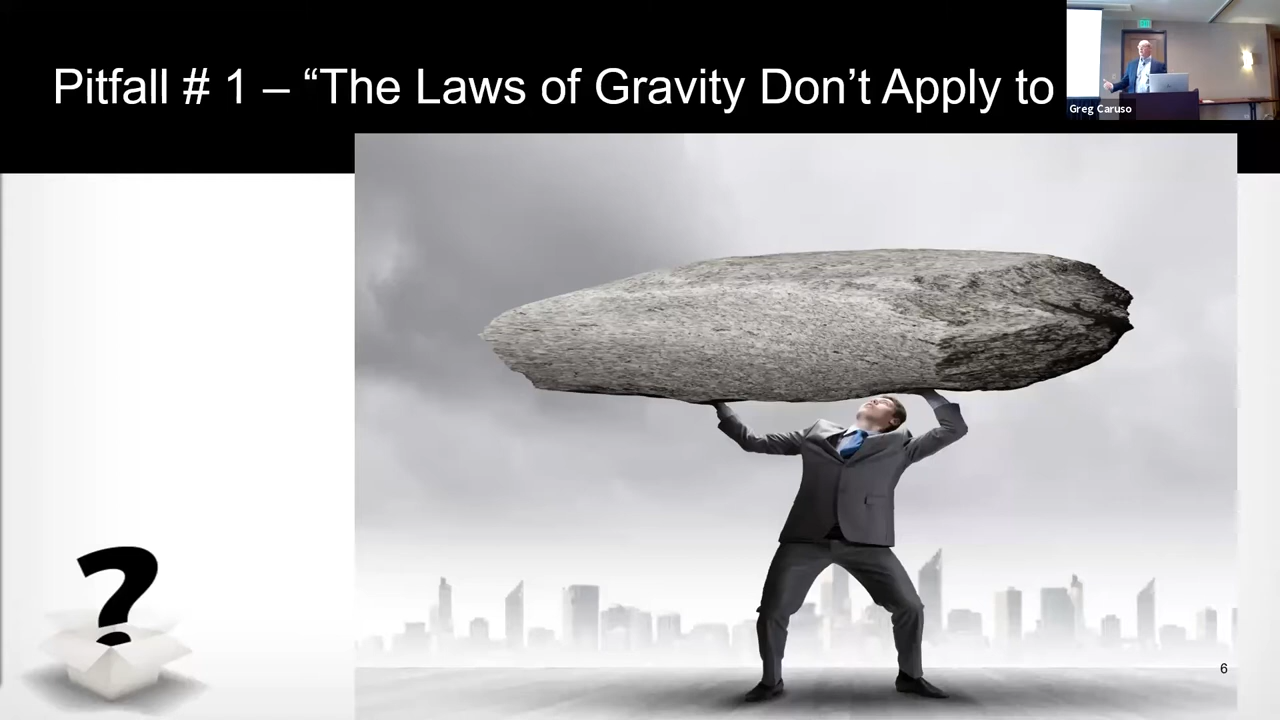 Pitfall # 1 – “The Laws of Gravity Don’t Apply to
Greg Caruso
6